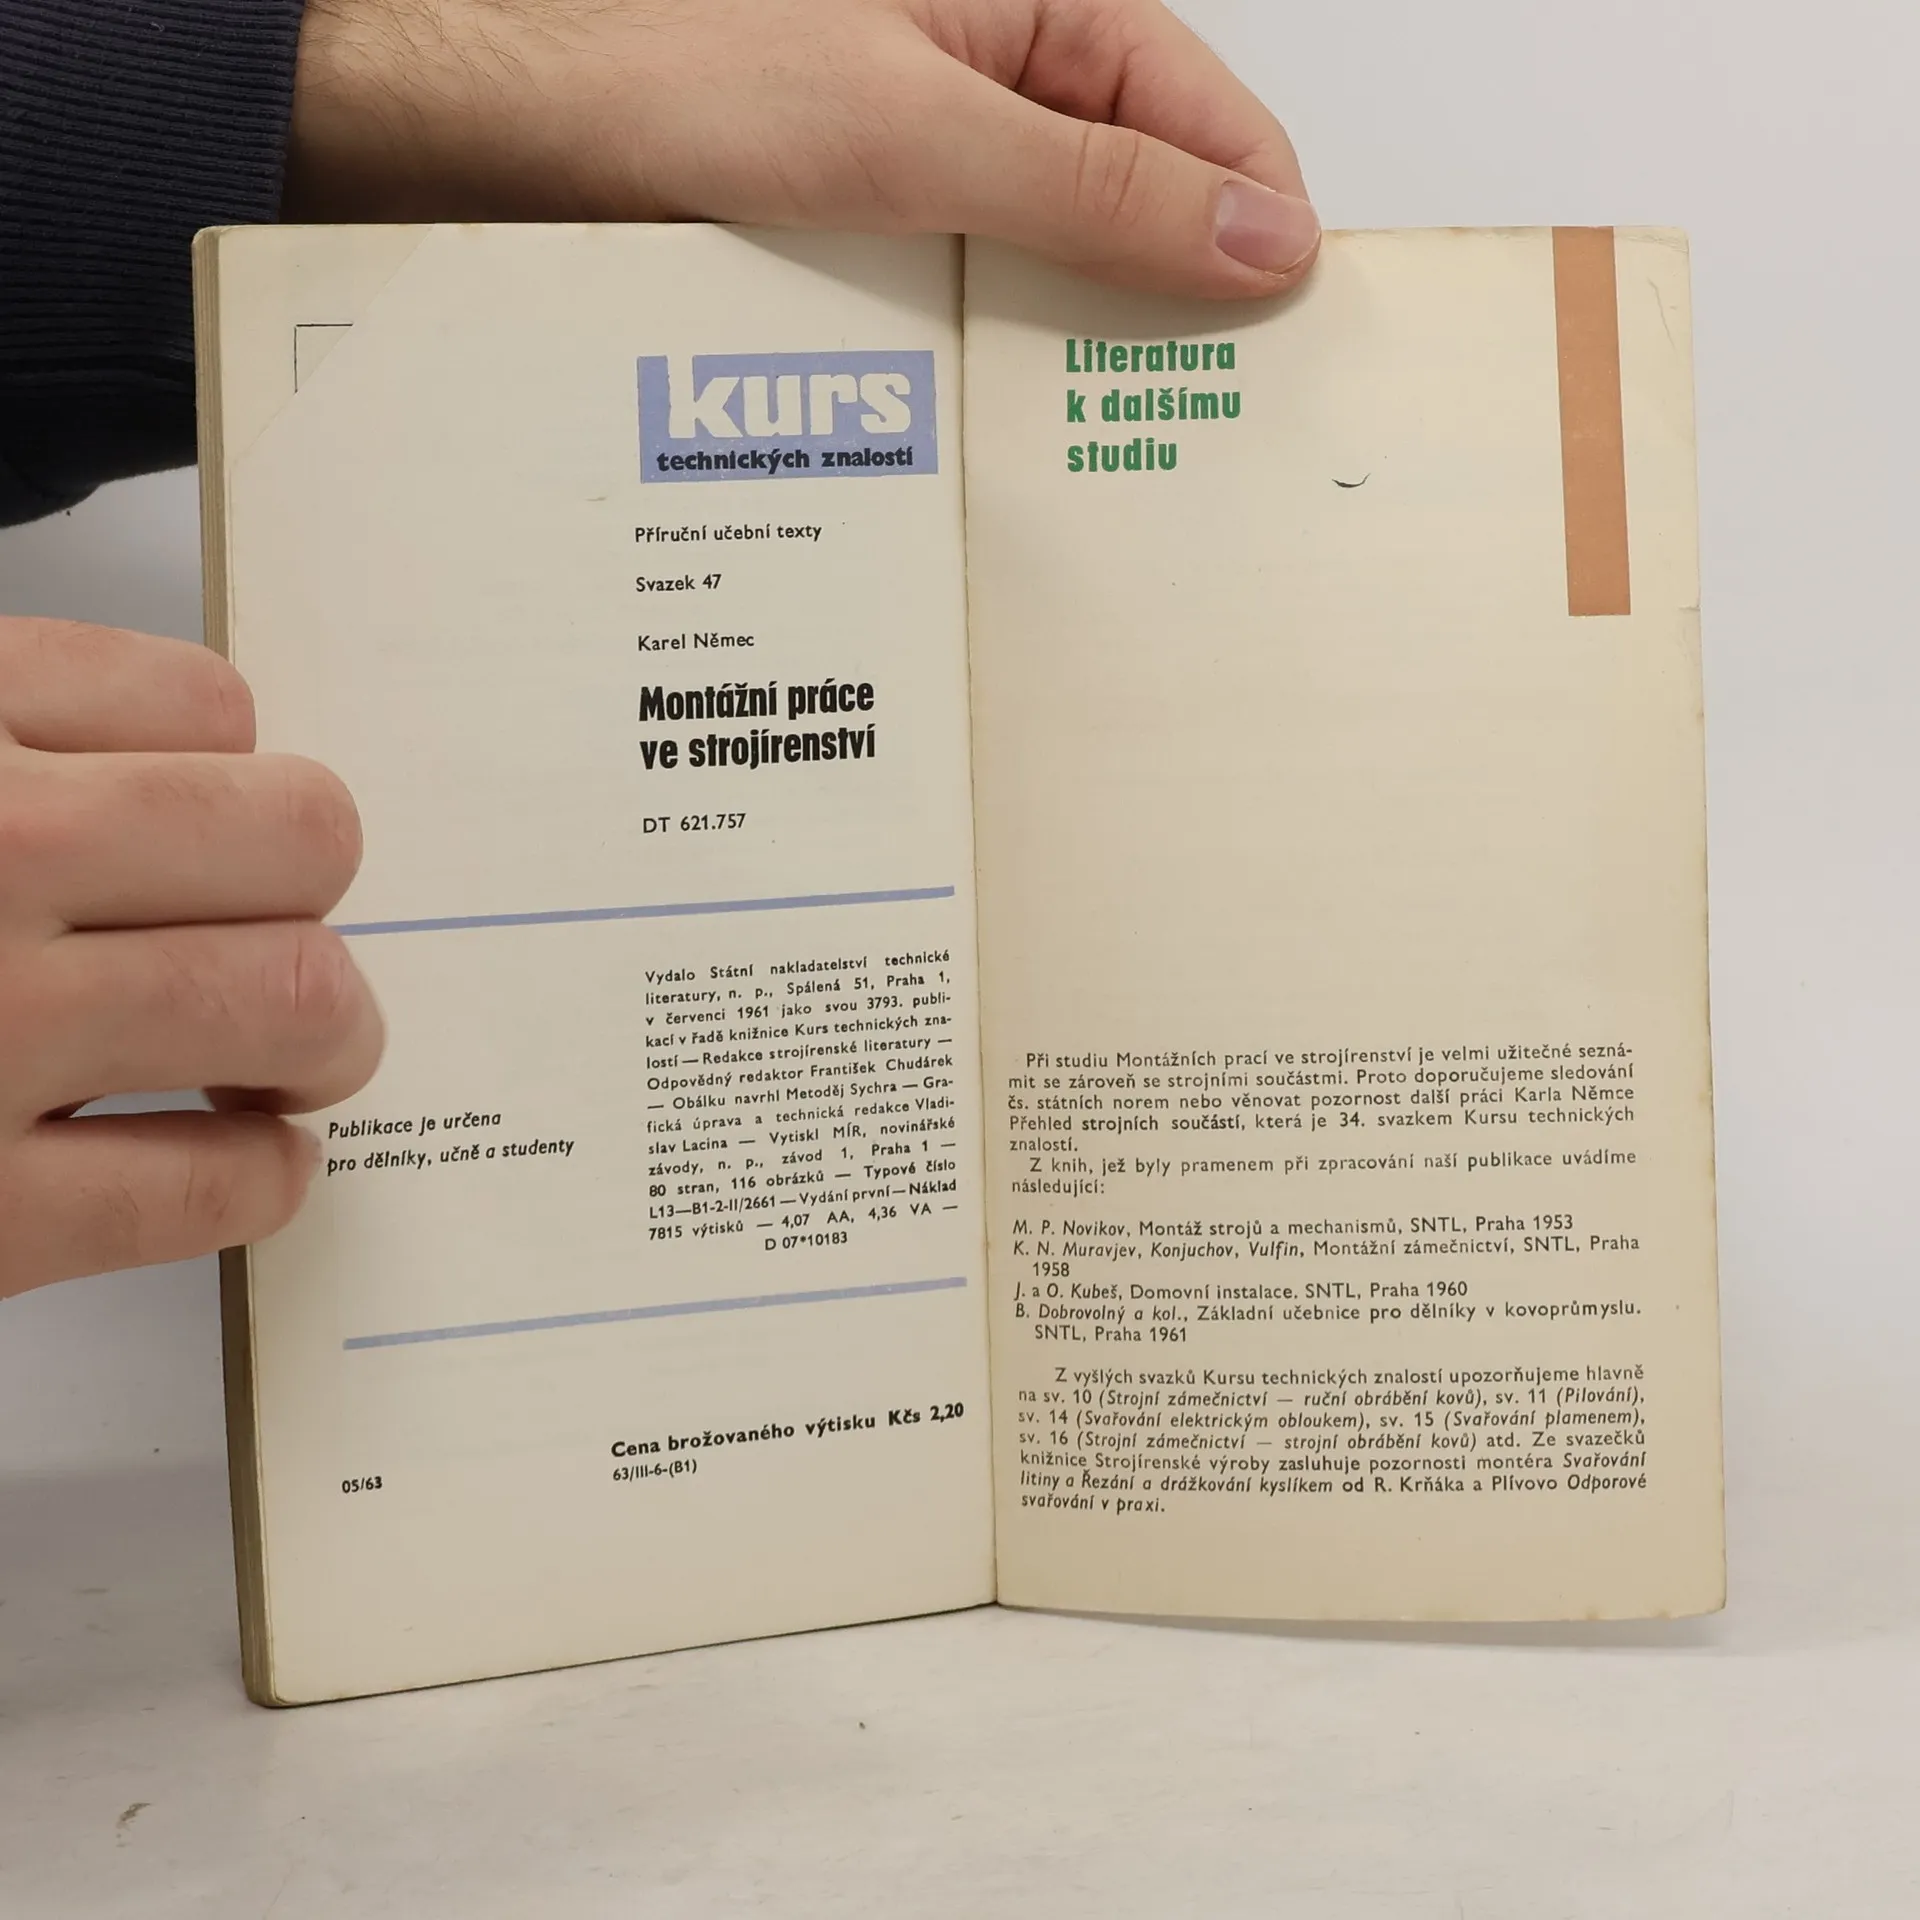 kurs
technických znalostí
Příruční učební texty
Svazek 47
Karel Němec
Montážní práce
ve strojírenství
DT 621.757
Vydalo Státní nakladatelství technické
literatury, n. p., Spálená 51, Praha 1,
v červenci 1961 jako svou 3793. publi-
kací v řadě knižnice Kurs technických zna-
lostí — Redakce strojírenské literatury —
Odpovědný redaktor František Chudárek
— Obálku navrhl Metoděj Sychra — Gra-
fická úprava a technická redakce Vladi-
slav Lacina — Vytiskl MÍR, novinářské
závody, n. p., závod 1, Praha 1 —
80 stran, 116 obrázků — Typové číslo
L13—B1-2-II/2661 — Vydání první — Náklad
7815 výtisků — 4,07 AA, 4,36 VA —
D 07*10183
Publikace je určena
pro dělníky, učně a studenty
Cena brožovaného výtisku Kčs 2,20
63/III-6-(B1)
05/63
Literatura
k dalšímu
studiu
Při studiu Montážních prací ve strojírenství je velmi užitečné sezná-
mit se zároveň se strojními součástmi. Proto doporučujeme sledování
čs. státních norem nebo věnovat pozornost další práci Karla Němce
Přehled strojních součástí, která je 34. svazkem Kursu technických
znalostí.
Z knih, jež byly pramenem při zpracování naší publikace uvádíme
následující:
M. P. Novikov, Montáž strojů a mechanismů, SNTL, Praha 1953
K. N. Muravjev, Konjuchov, Vulfin, Montážní zámečnictví, SNTL, Praha
1958
J. a O. Kubeš, Domovní instalace. SNTL, Praha 1960
B. Dobrovolný a kol., Základní učebnice pro dělníky v kovoprůmyslu.
SNTL, Praha 1961
Z vyšlých svazků Kursu technických znalostí upozorňujeme hlavně
na sv. 10 (Strojní zámečnictví — ruční obrábění kovů), sv. 11 (Pilování),
sv. 14 (Svařování elektrickým obloukem), sv. 15 (Svařování plamenem),
sv. 16 (Strojní zámečnictví — strojní obrábění kovů) atd. Ze svazečků
knižnice Strojírenské výroby zasluhuje pozornosti montéra Svařování
litiny a Řezání a drážkování kyslíkem od R. Krňáka a Plívovo Odporové
svařování v praxi.